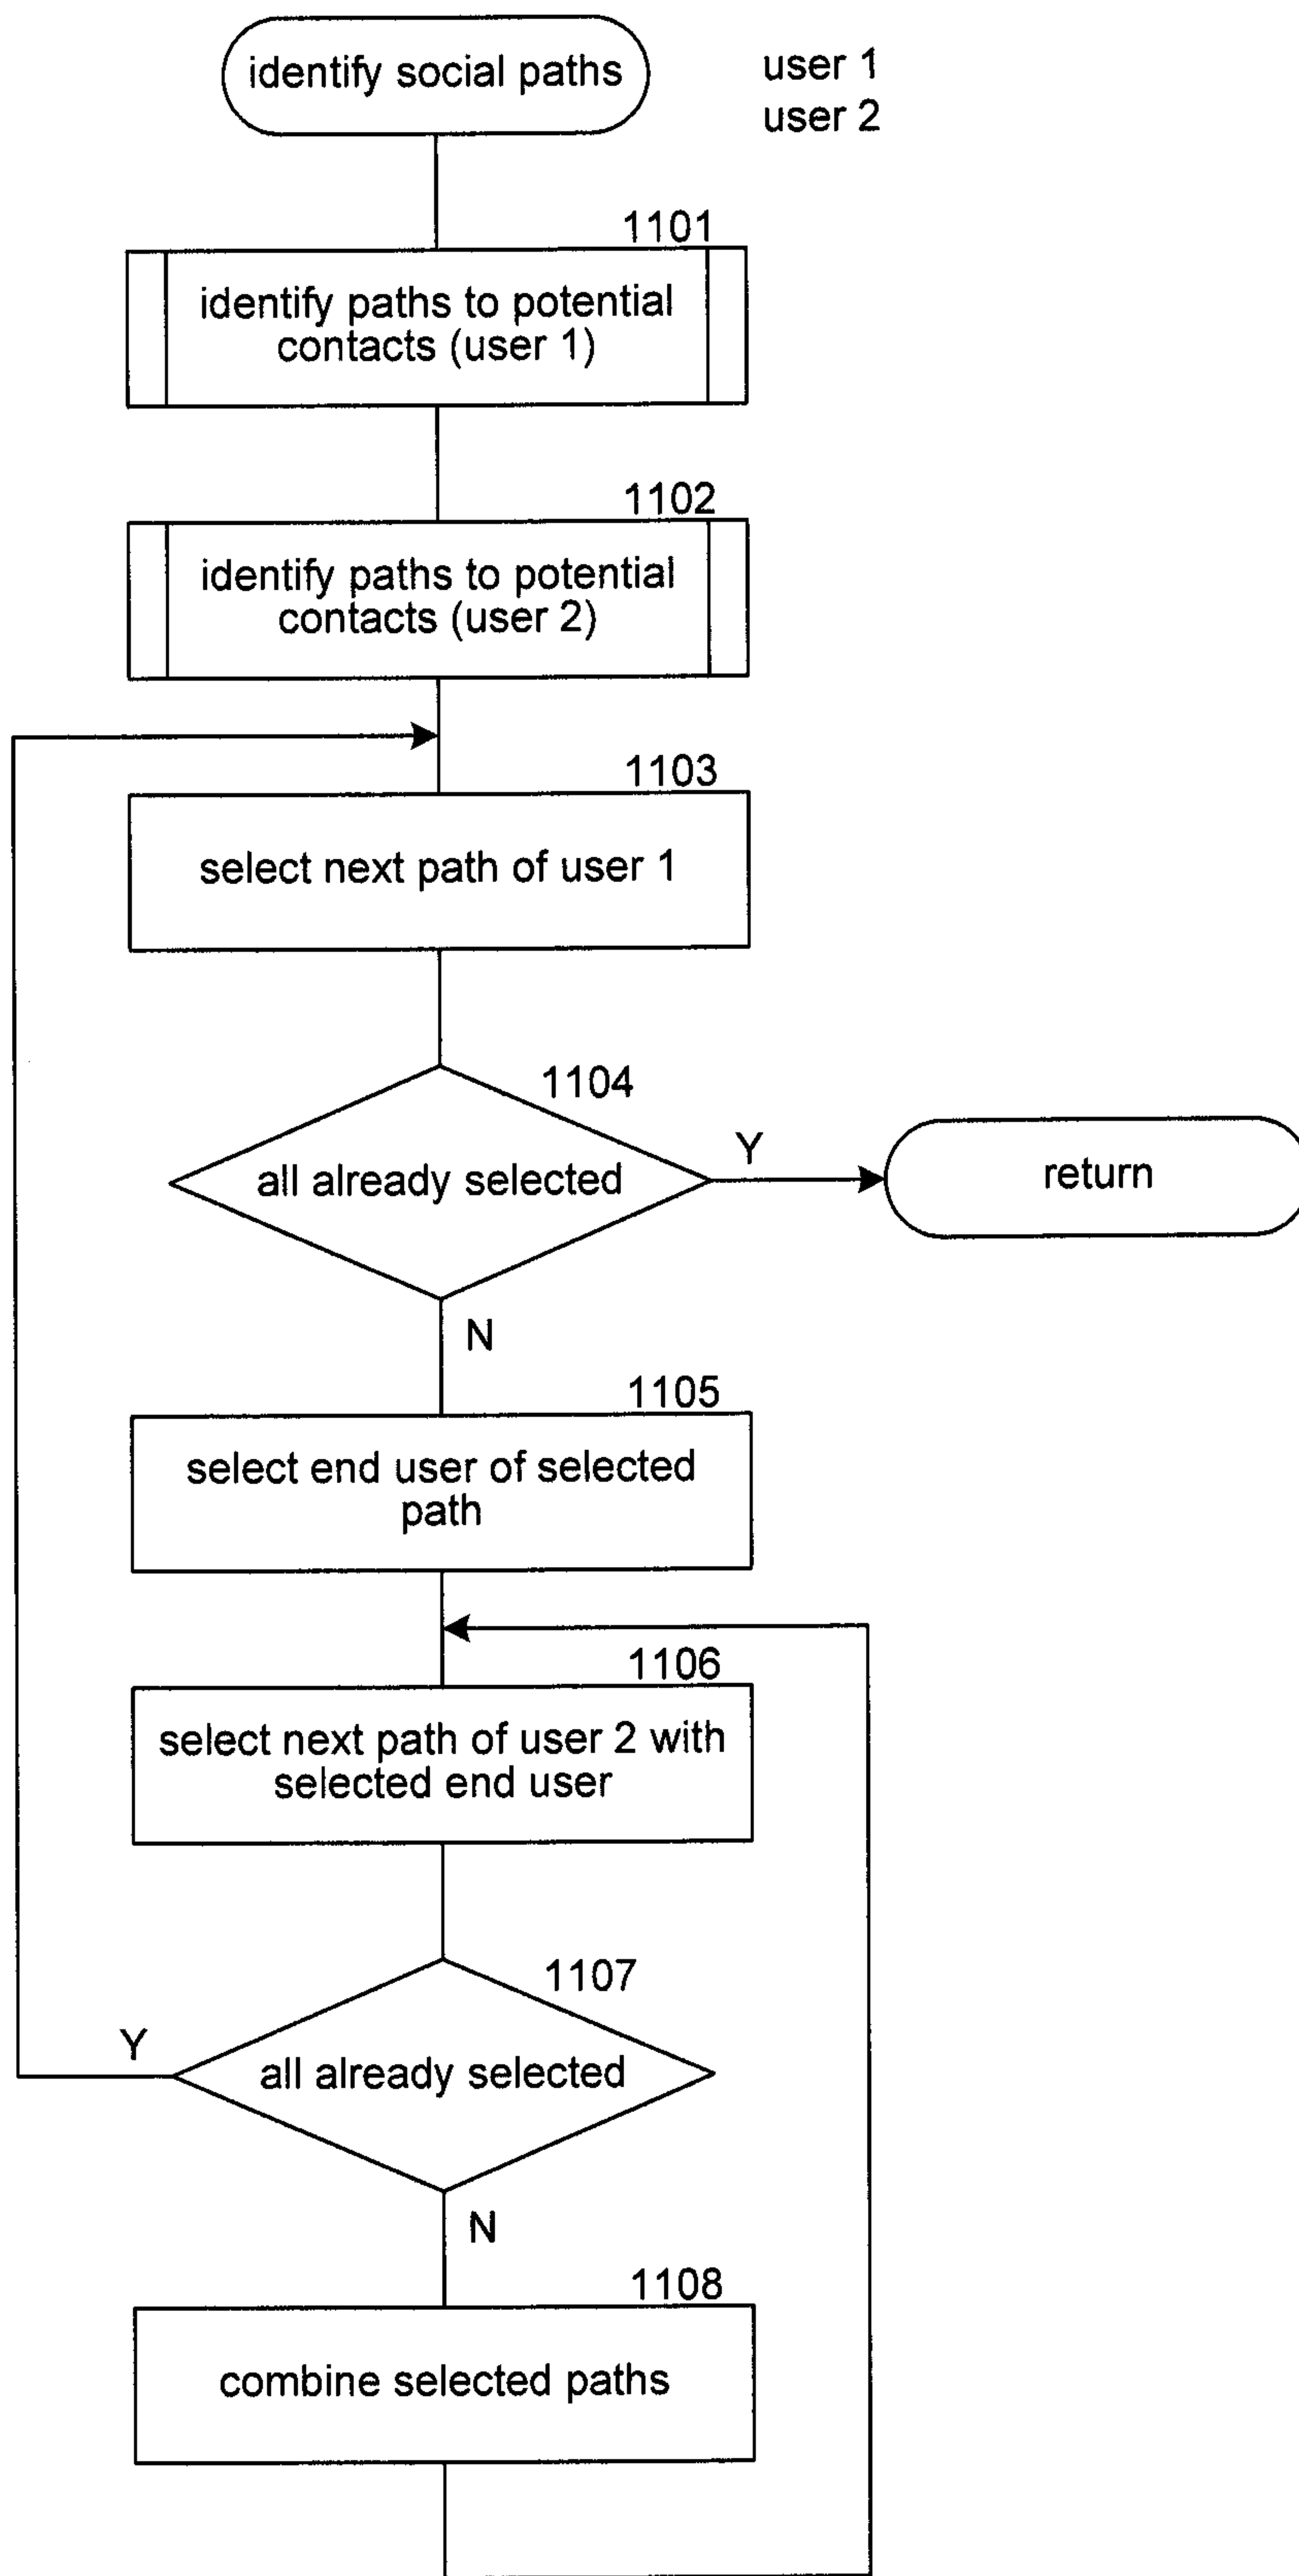 identify social paths
user 1
user 2
1101
identify paths to potential
contacts (user 1)
1102
identify paths to potential
contacts (user 2)
1103
select next path of user 1
1104
all already selected
Y
return
N
1105
select end user of selected
path
1106
select next path of user 2 with
selected end user
1107
Y
all already selected
N
1108
combine selected paths